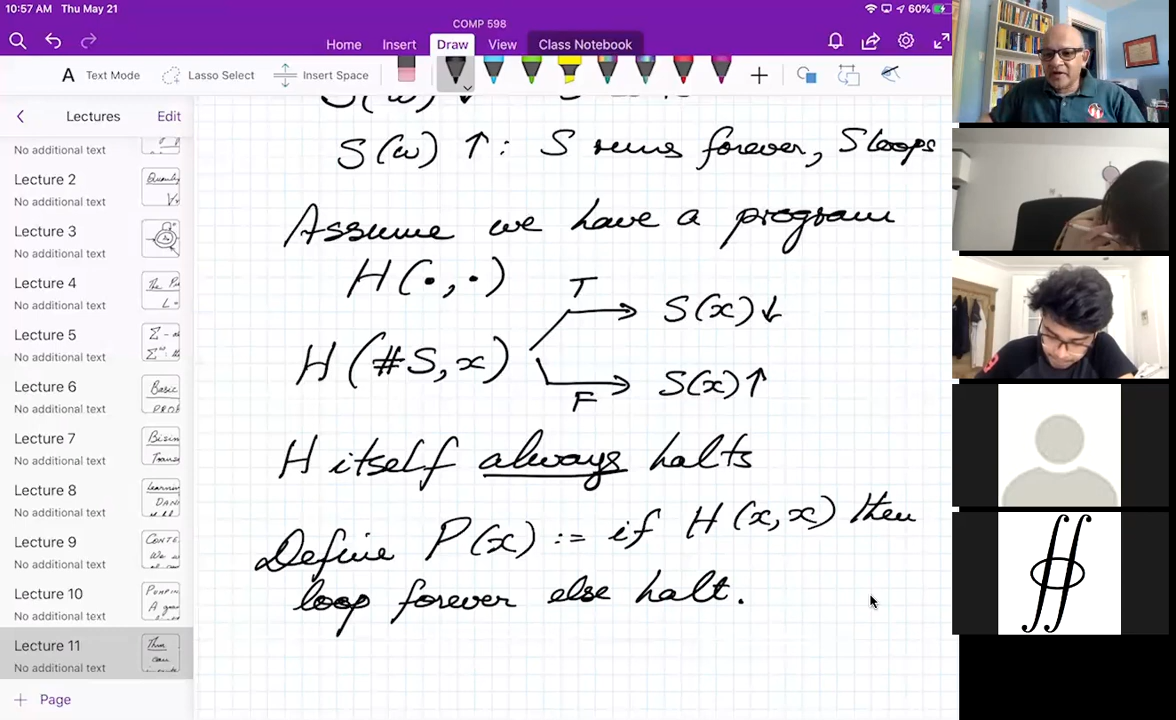 10:57 AM Thu May 21
60%
COMP 598
Home Insert Draw View Class Notebook
A Text Mode Lasso Select Insert Space
Lectures Edit
No additional text
Lecture 2
No additional text
Lecture 3
No additional text
Lecture 4
No additional text
Lecture 5
No additional text
Lecture 6
No additional text
Lecture 7
No additional text
Lecture 8
No additional text
Lecture 9
No additional text
Lecture 10
No additional text
Lecture 11
No additional text
+ Page
S(ω) ↑: S runs forever, S loops
Assume we have a program
H(·,·)
T
S(x)↓
H(#S,x)
S(x)↑
F
H itself always halts
Define P(x) := if H(x,x) then
loop forever else halt.
∯